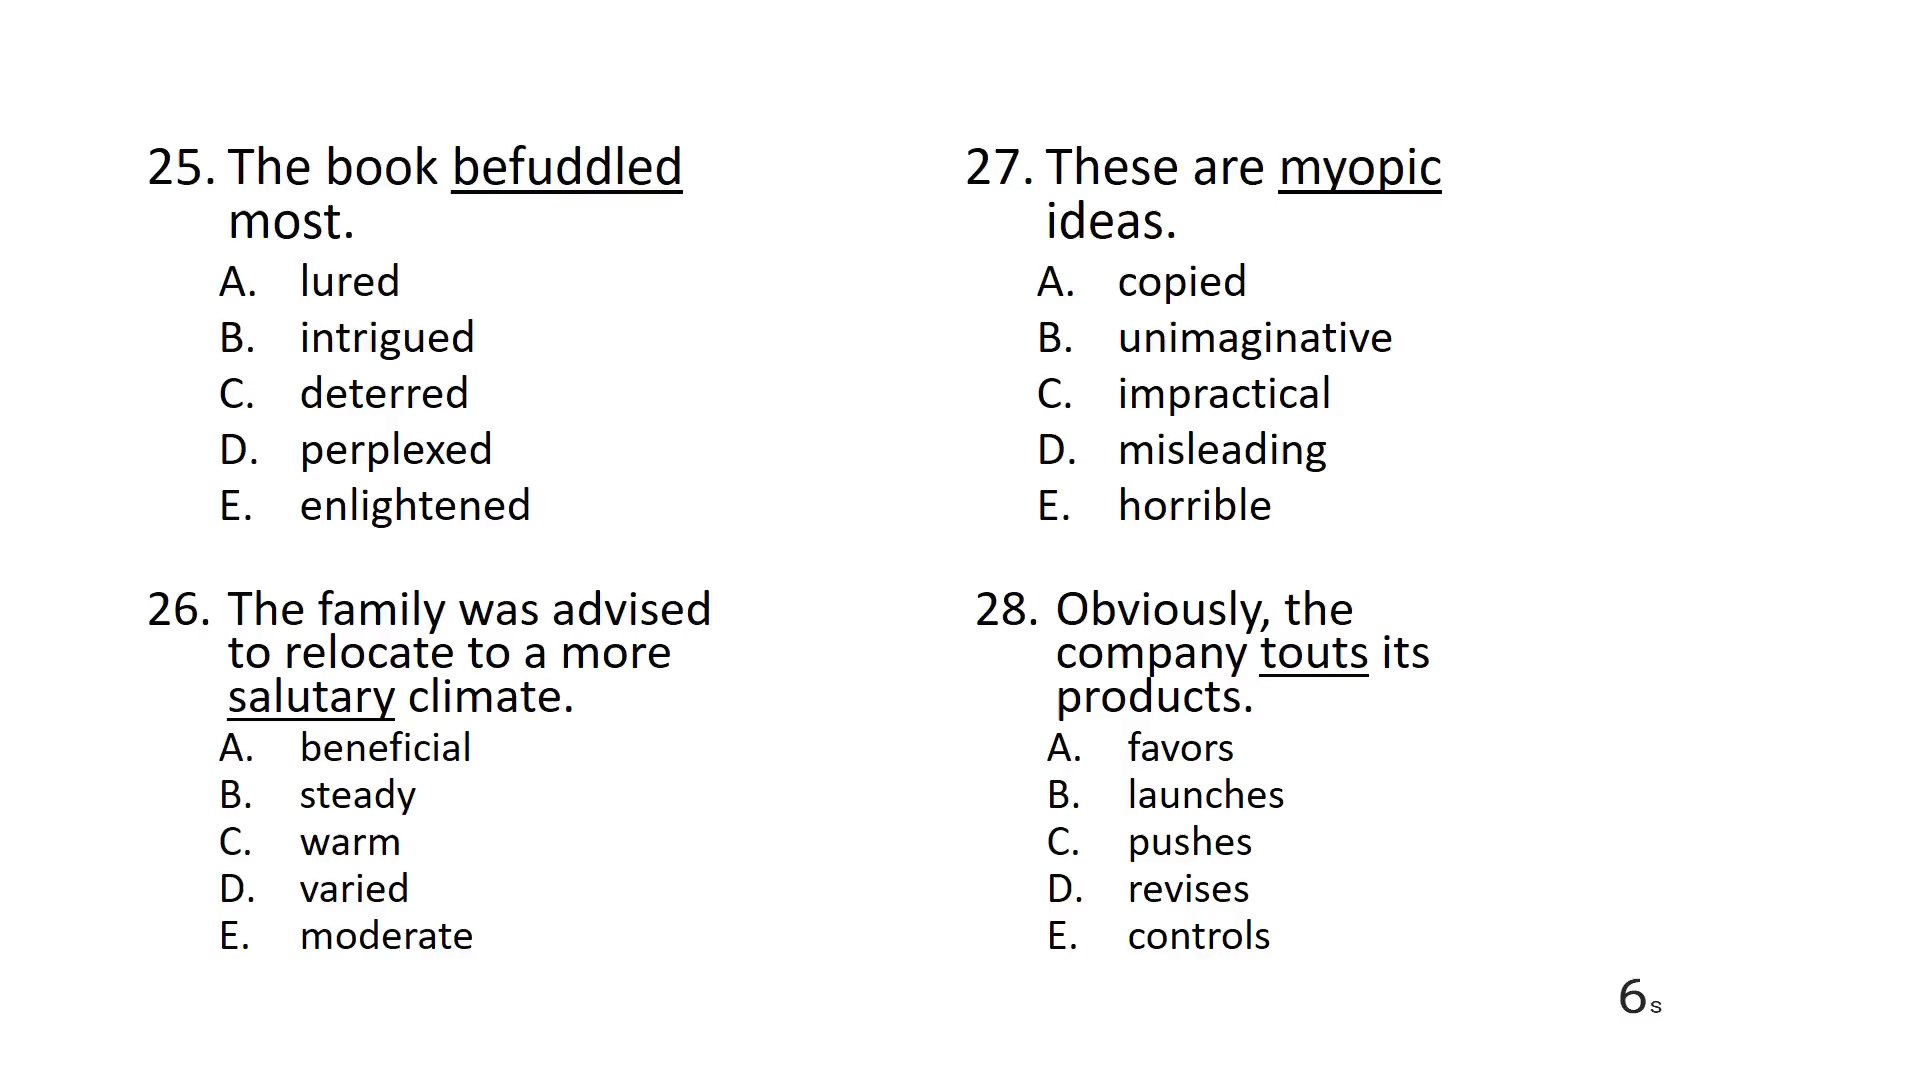 25. The book befuddled
most.
A. lured
B. intrigued
C. deterred
D. perplexed
E. enlightened
26. The family was advised
to relocate to a more
salutary climate.
A. beneficial
B. steady
C. warm
D. varied
E. moderate
27. These are myopic
ideas.
A. copied
B. unimaginative
C. impractical
D. misleading
E. horrible
28. Obviously, the
company touts its
products.
A. favors
B. launches
C. pushes
D. revises
E. controls
6s